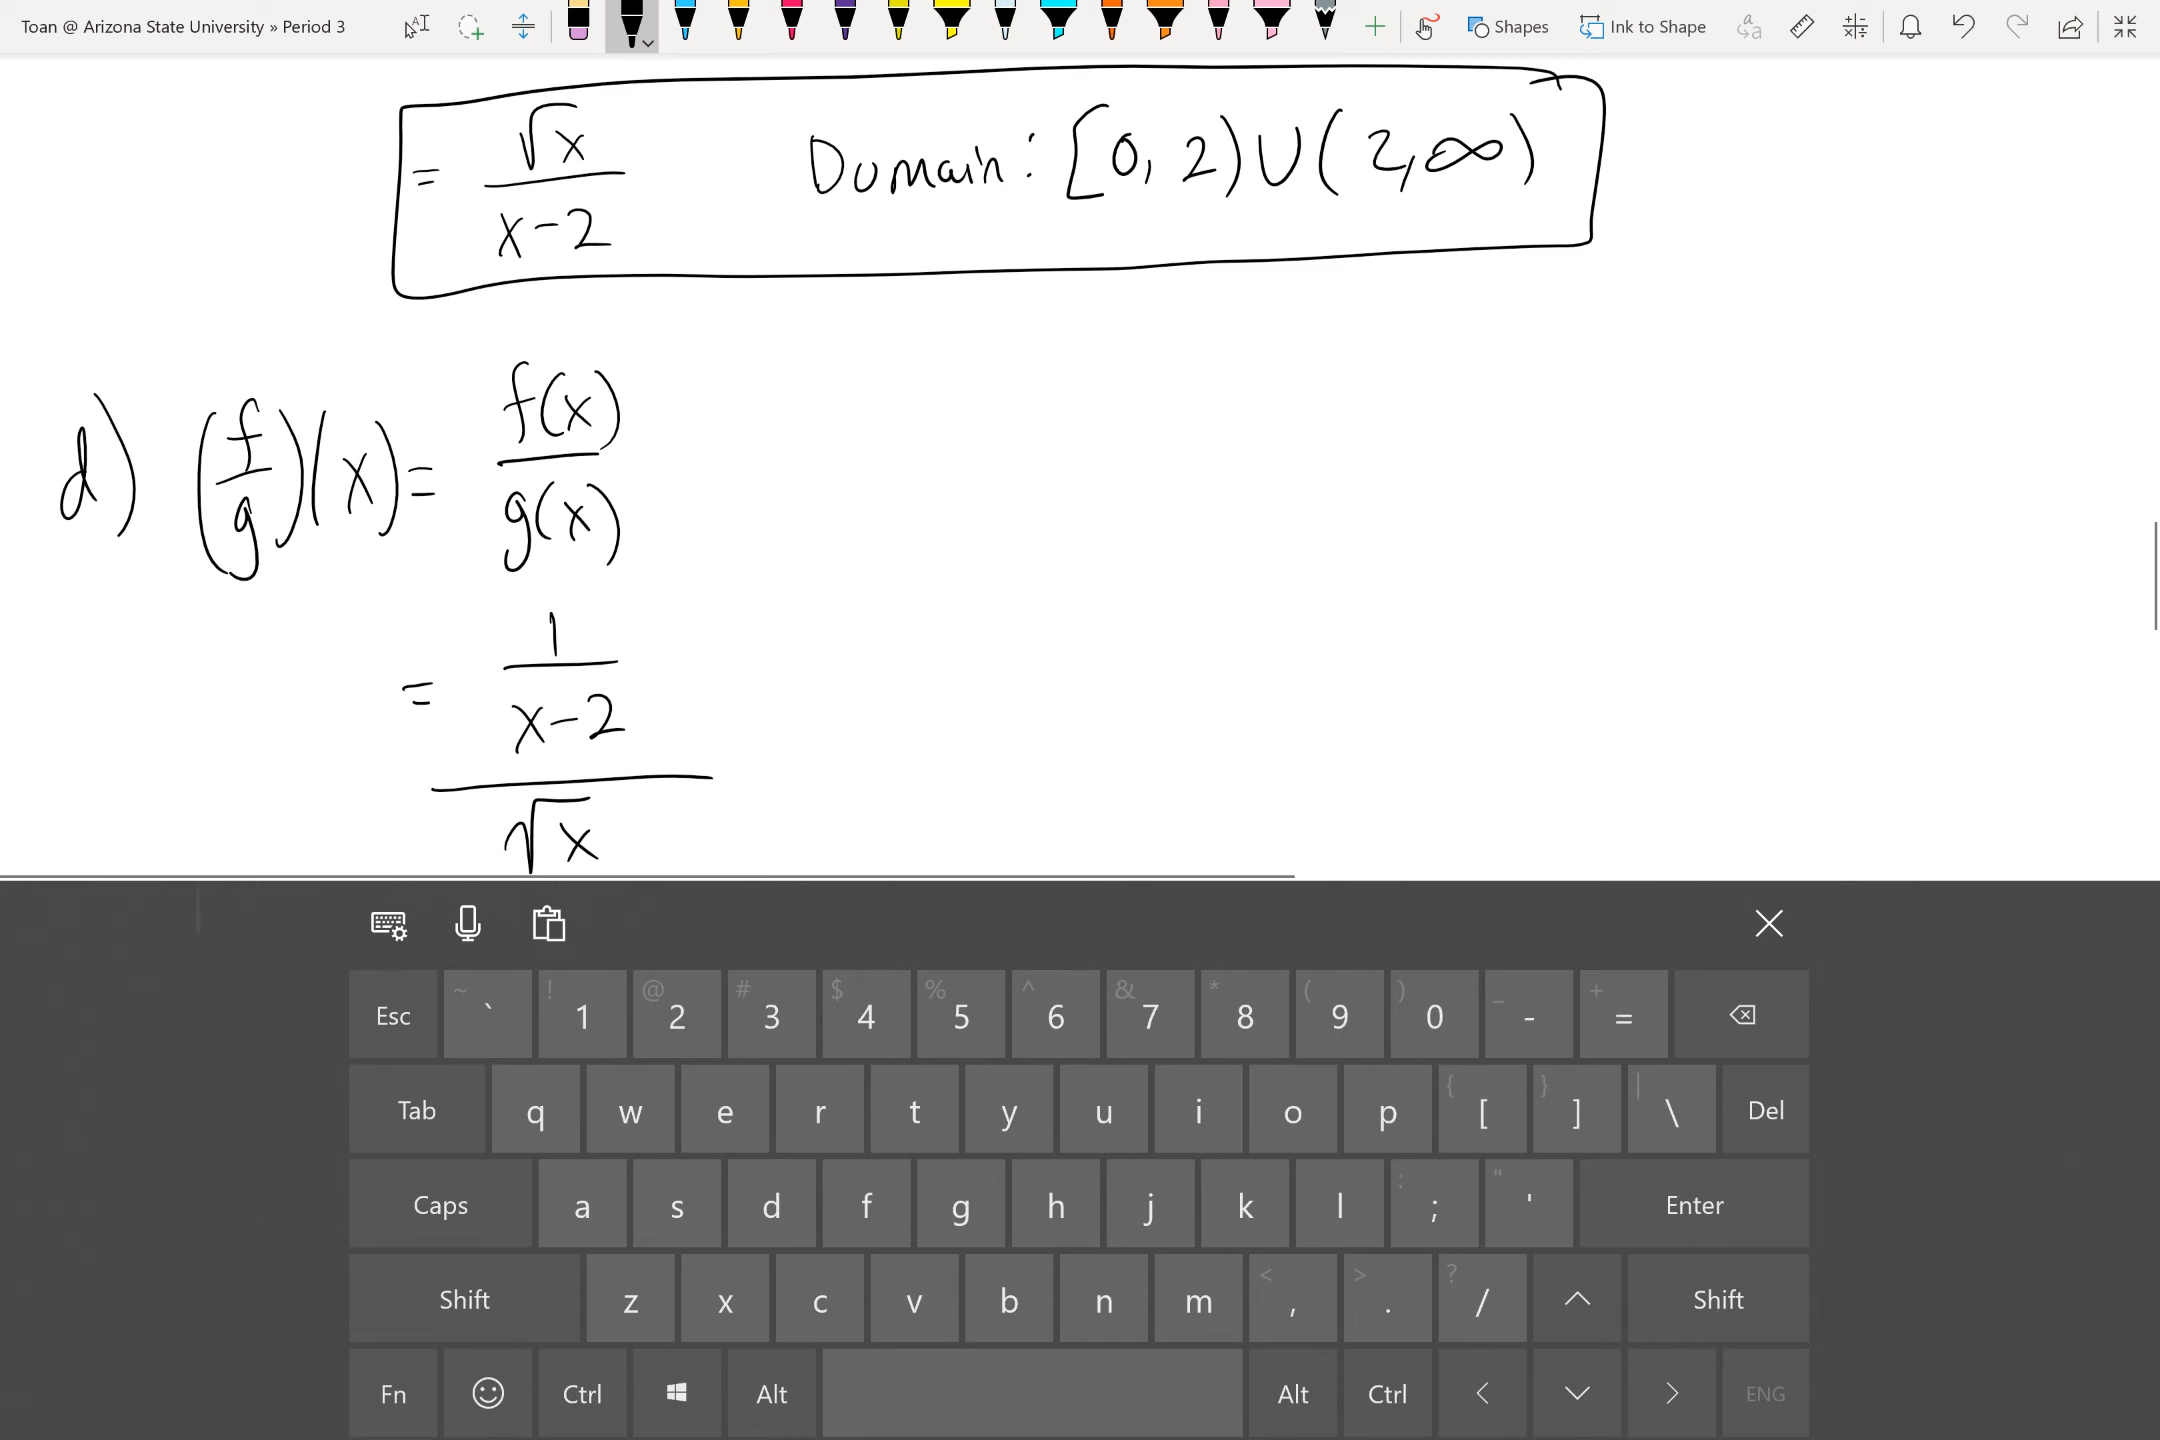 Toan @ Arizona State University » Period 3
Shapes
Ink to Shape
= √x / (x-2) Domain: [0, 2) ∪ (2, ∞)
d) (f/g)(x) = f(x)/g(x)
= (1/(x-2)) / √x
Esc ~ ` ! 1 @ 2 # 3 $ 4 % 5 ^ 6 & 7 * 8 ( 9 ) 0 _ - + =
Tab q w e r t y u i o p { [ } ] | \ Del
Caps a s d f g h j k l : ; " ' Enter
Shift z x c v b n m < , > . ? / Shift
Fn Ctrl Alt Alt Ctrl ENG